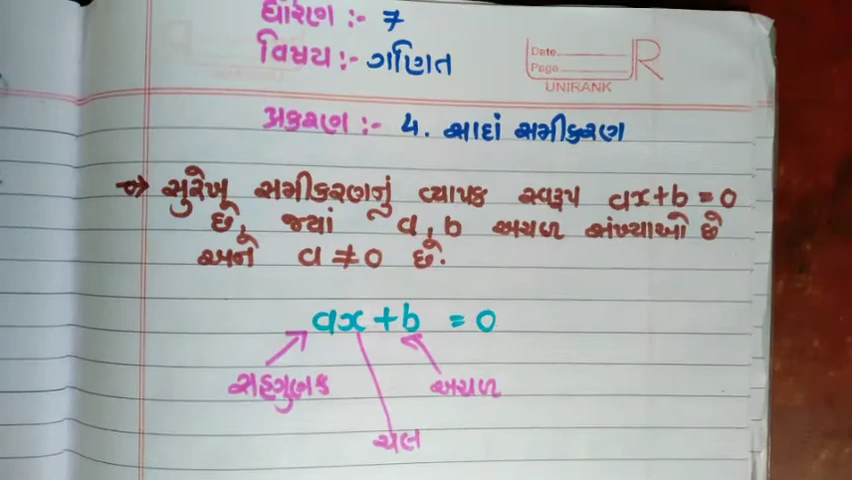 ધોરણ :- 7
વિષય :- ગણિત
Date.
Page
UNIRANK
પ્રકરણ :- 4. સાદાં સમીકરણ
સુરેખ સમીકરણનું વ્યાપક સ્વરૂપ ax+b=0
છે, જ્યાં a,b અચળ સંખ્યાઓ છે
અને a≠0 છે.
ax+b = 0
સહગુણક અચળ
ચલ